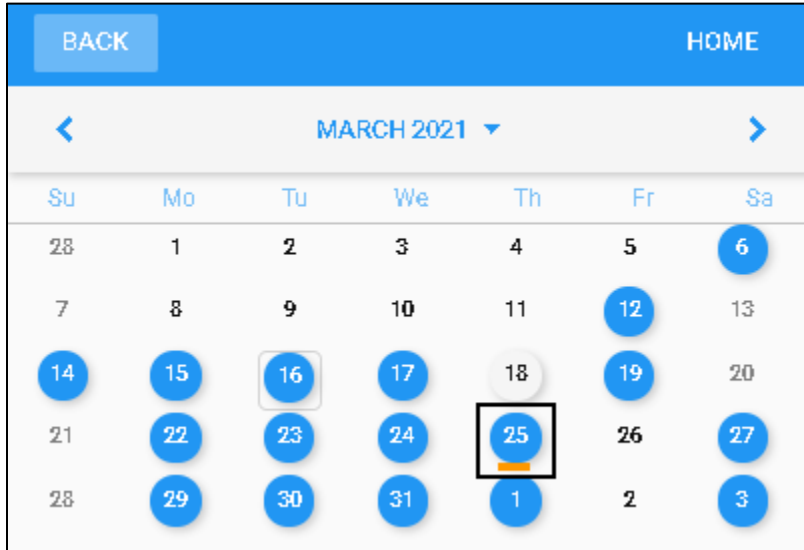 BACK HOME
MARCH 2021
Su Mo Tu We Th Fr Sa
28 1 2 3 4 5 6
7 8 9 10 11 12 13
14 15 16 17 18 19 20
21 22 23 24 25 26 27
28 29 30 31 1 2 3